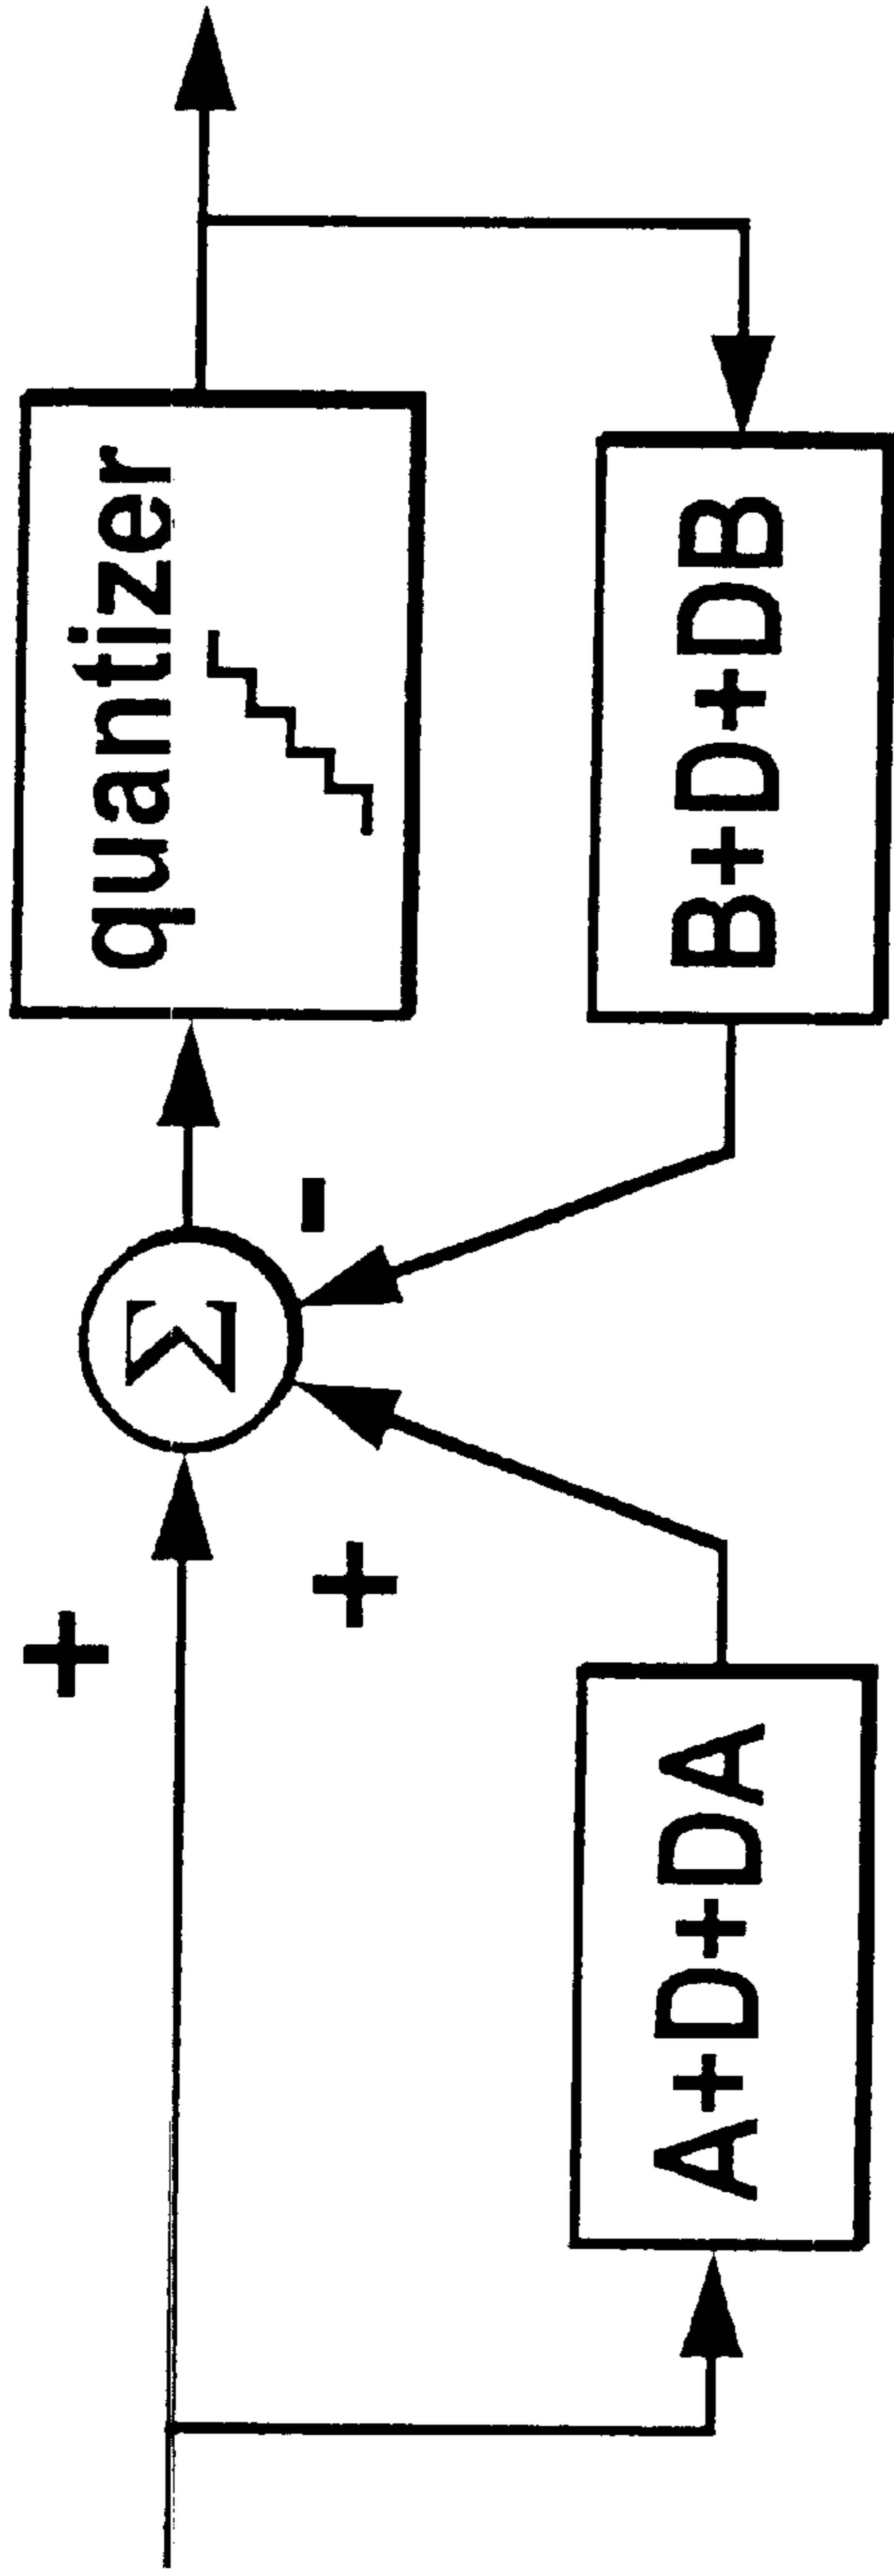 +
Σ
quantizer
+
-
A+D+DA
B+D+DB